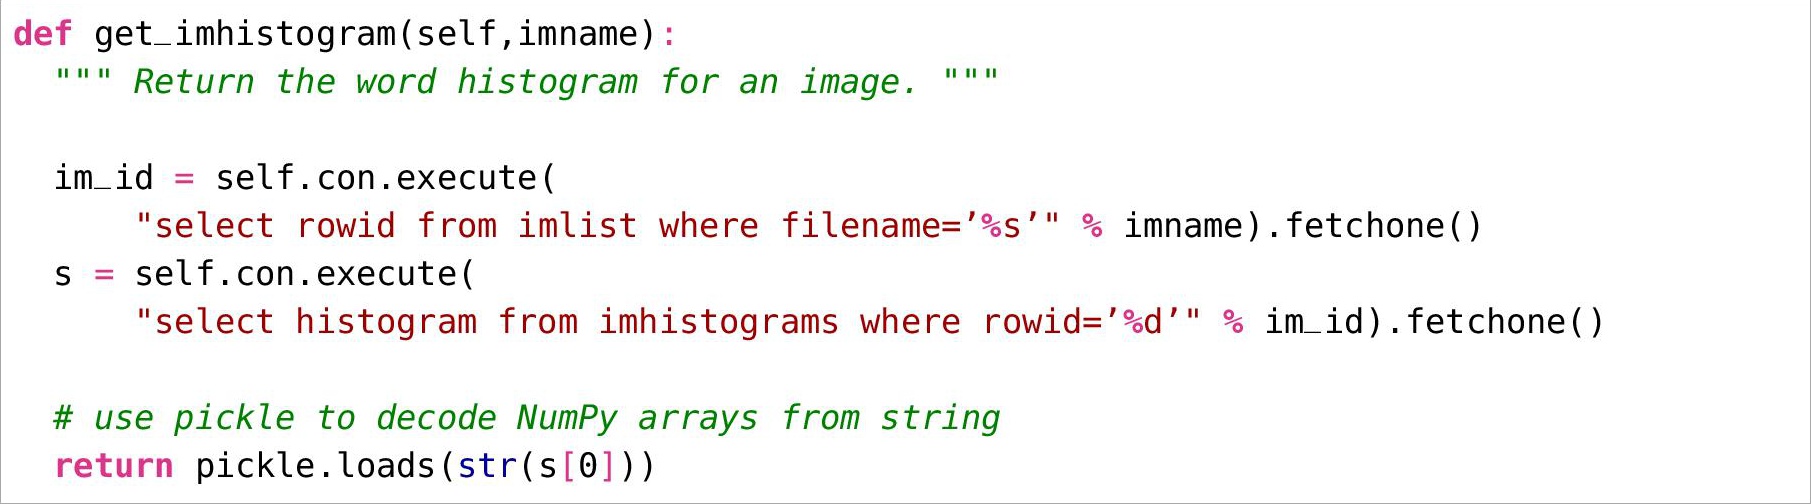 def get_imhistogram(self,imname):
""" Return the word histogram for an image. """
im_id = self.con.execute(
"select rowid from imlist where filename=’%s’" % imname).fetchone()
s = self.con.execute(
"select histogram from imhistograms where rowid=’%d’" % im_id).fetchone()
# use pickle to decode NumPy arrays from string
return pickle.loads(str(s[0]))